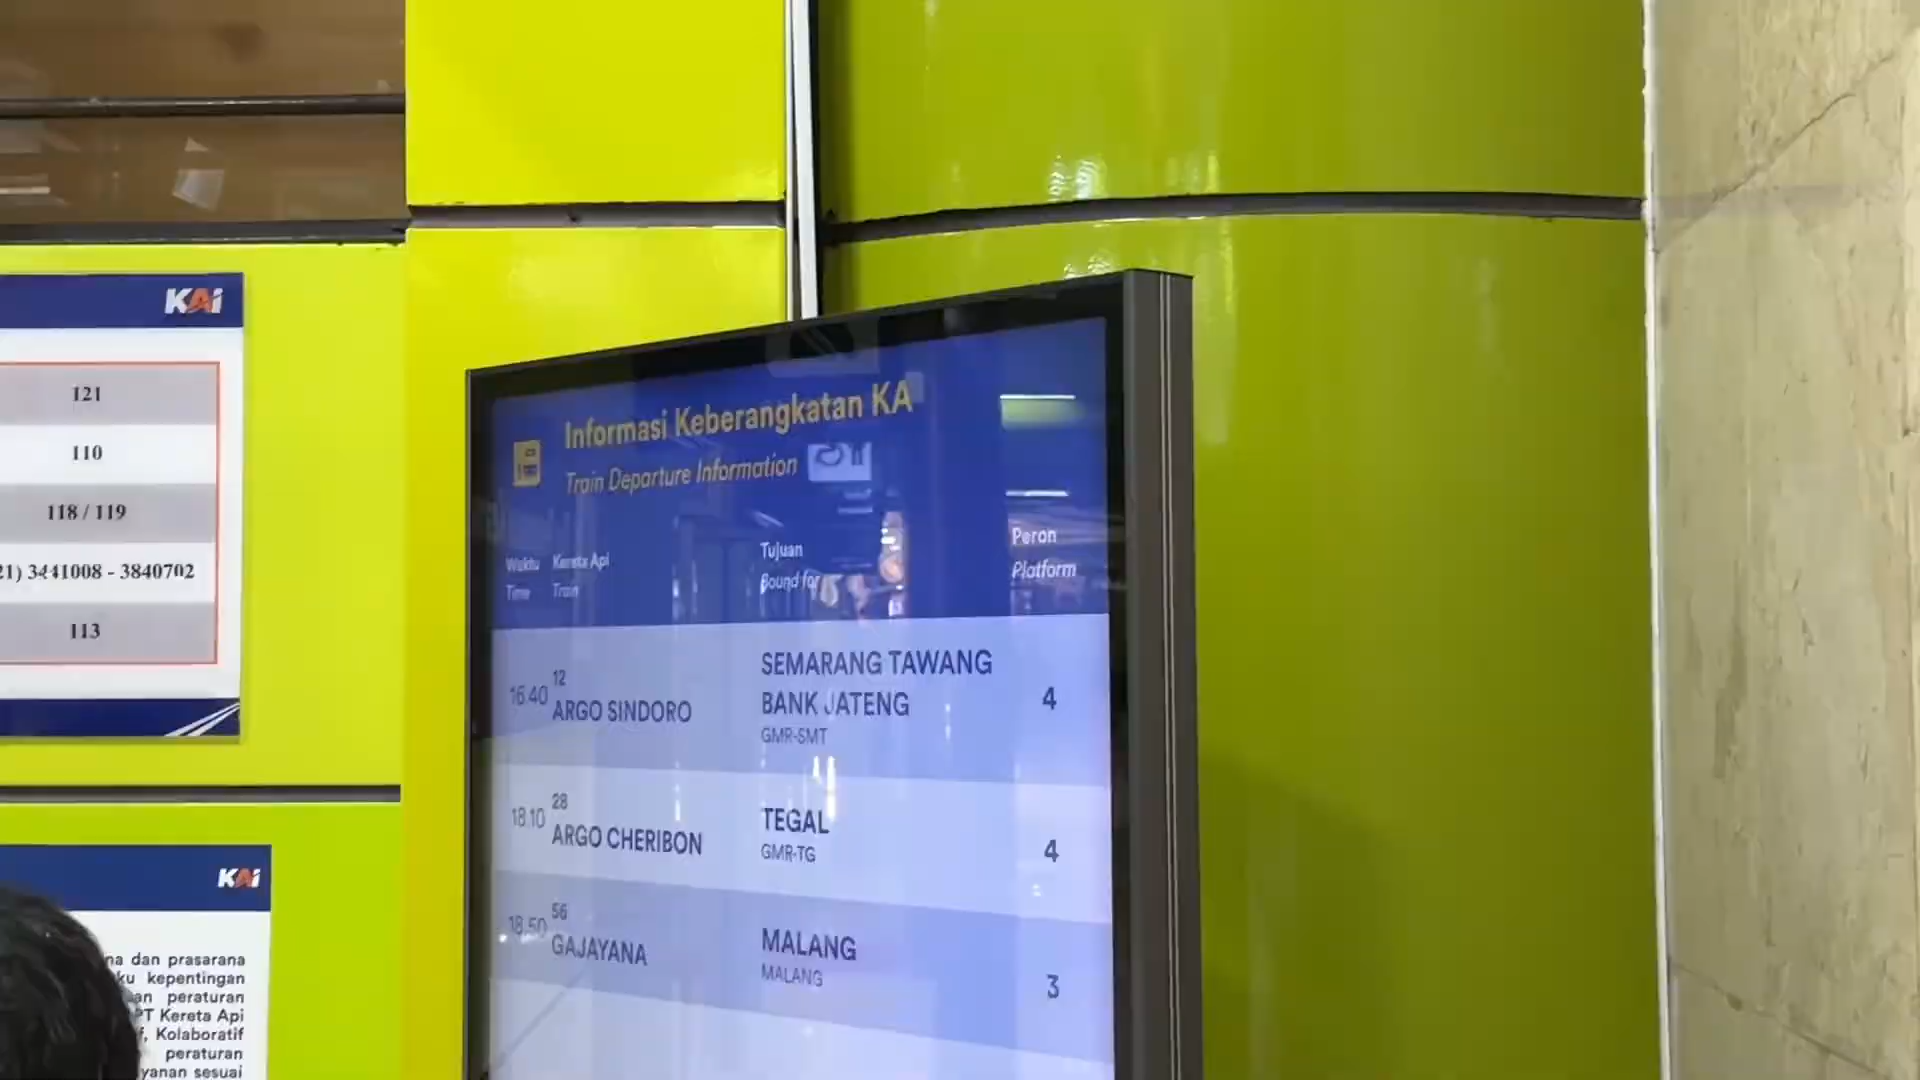 KAI
121
110
118 / 119
21) 3441008 - 3840702
113
KAI
na dan prasarana
ku kepentingan
an peraturan
PT Kereta Api
f, Kolaboratif
peraturan
yanan sesuai
Informasi Keberangkatan KA
Train Departure Information
Waktu Kereta Api Tujuan Peron
Time Train Bound for Platform
16.40 12 ARGO SINDORO SEMARANG TAWANG
BANK JATENG 4
GMR-SMT
18.10 28 ARGO CHERIBON TEGAL 4
GMR-TG
18.50 56 GAJAYANA MALANG 3
MALANG